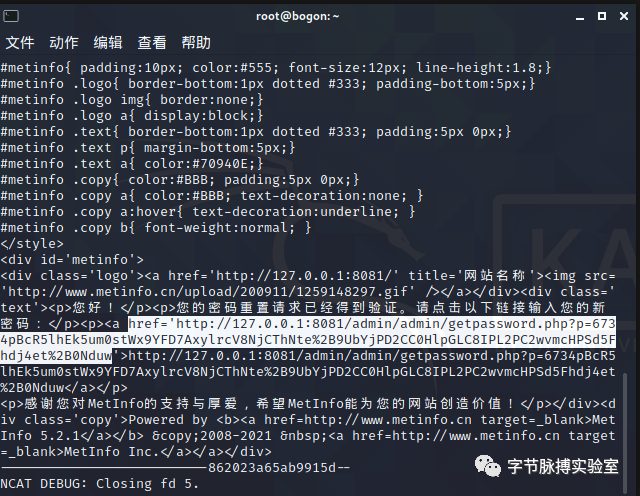 root@bogon:~
文件 动作 编辑 查看 帮助
#metinfo{ padding:10px; color:#555; font-size:12px; line-height:1.8;}
#metinfo .logo{ border-bottom:1px dotted #333; padding-bottom:5px;}
#metinfo .logo img{ border:none;}
#metinfo .logo a{ display:block;}
#metinfo .text{ border-bottom:1px dotted #333; padding:5px 0px;}
#metinfo .text p{ margin-bottom:5px;}
#metinfo .text a{ color:#70940E;}
#metinfo .copy{ color:#BBB; padding:5px 0px;}
#metinfo .copy a{ color:#BBB; text-decoration:none; }
#metinfo .copy a:hover{ text-decoration:underline; }
#metinfo .copy b{ font-weight:normal; }
</style>
<div id='metinfo'>
<div class='logo'><a href='http://127.0.0.1:8081/' title='网站名称'><img src=
'http://www.metinfo.cn/upload/200911/1259148297.gif' /></a></div><div class='
text'><p>您好！</p><p>您的密码重置请求已经得到验证。请点击以下链接输入您的新
密码：</p><p><a href='http://127.0.0.1:8081/admin/admin/getpassword.php?p=673
4pBcR5lhEk5um0stWx9YFD7AxylrcV8NjCThNte%2B9UbYjPD2CC0HlpGLC8IPL2PC2wvmcHPSd5F
hdj4et%2B0Nduw'>http://127.0.0.1:8081/admin/admin/getpassword.php?p=6734pBcR5
lhEk5um0stWx9YFD7AxylrcV8NjCThNte%2B9UbYjPD2CC0HlpGLC8IPL2PC2wvmcHPSd5Fhdj4et
%2B0Nduw</a></p>
<p>感谢您对MetInfo的支持与厚爱，希望MetInfo能为您的网站创造价值！</p></div><d
iv class='copy'>Powered by <b><a href=http://www.metinfo.cn target=_blank>Met
Info 5.2.1</a></b> &copy;2008-2021 &nbsp;<a href=http://www.metinfo.cn target
=_blank>MetInfo Inc.</a></a></div>
--------------------------862023a65ab9915d--
NCAT DEBUG: Closing fd 5.
KA
字节脉搏实验室